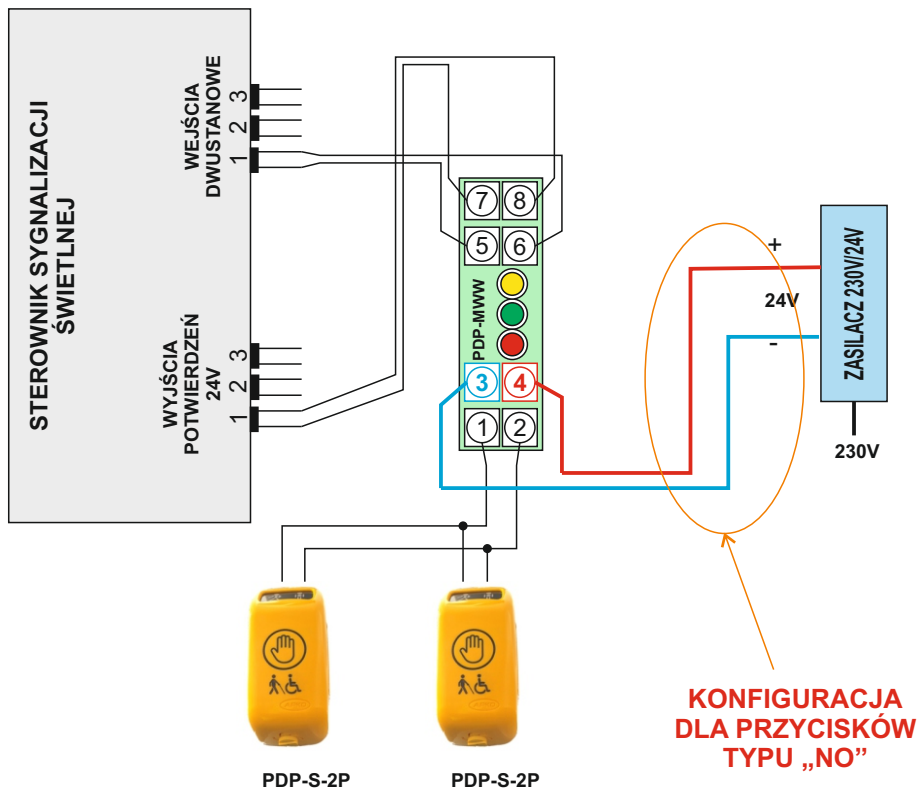 STEROWNIK SYGNALIZACJI
ŚWIETLNEJ
WEJŚCIA
DWUSTANOWE
3
2
1
WYJŚCIA
POTWIERDZEŃ
24V
3
2
1
7
8
5
6
PDP-MWW
3
4
1
2
+
24V
-
ZASILACZ 230V/24V
230V
PDP-S-2P
PDP-S-2P
KONFIGURACJA
DLA PRZYCISKÓW
TYPU „NO”